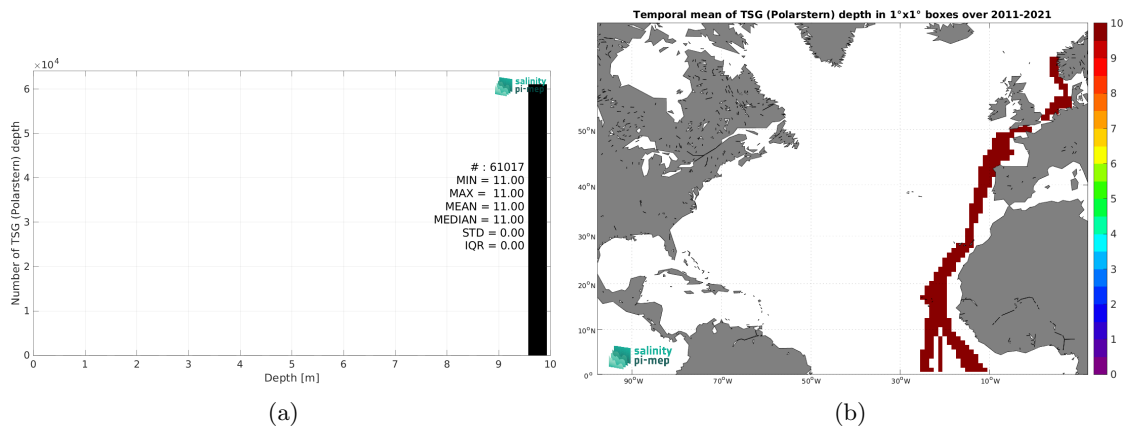 ×10⁴
6
5
4
3
2
1
0
Number of TSG (Polarstern) depth
salinity
pi-mep
# : 61017
MIN = 11.00
MAX = 11.00
MEAN = 11.00
MEDIAN = 11.00
STD = 0.00
IQR = 0.00
0 1 2 3 4 5 6 7 8 9 10
Depth [m]
(a)
Temporal mean of TSG (Polarstern) depth in 1°x1° boxes over 2011-2021
50°N
40°N
30°N
20°N
10°N
0°
90°W 70°W 50°W 30°W 10°W
salinity
pi-mep
10
9
8
7
6
5
4
3
2
1
0
(b)